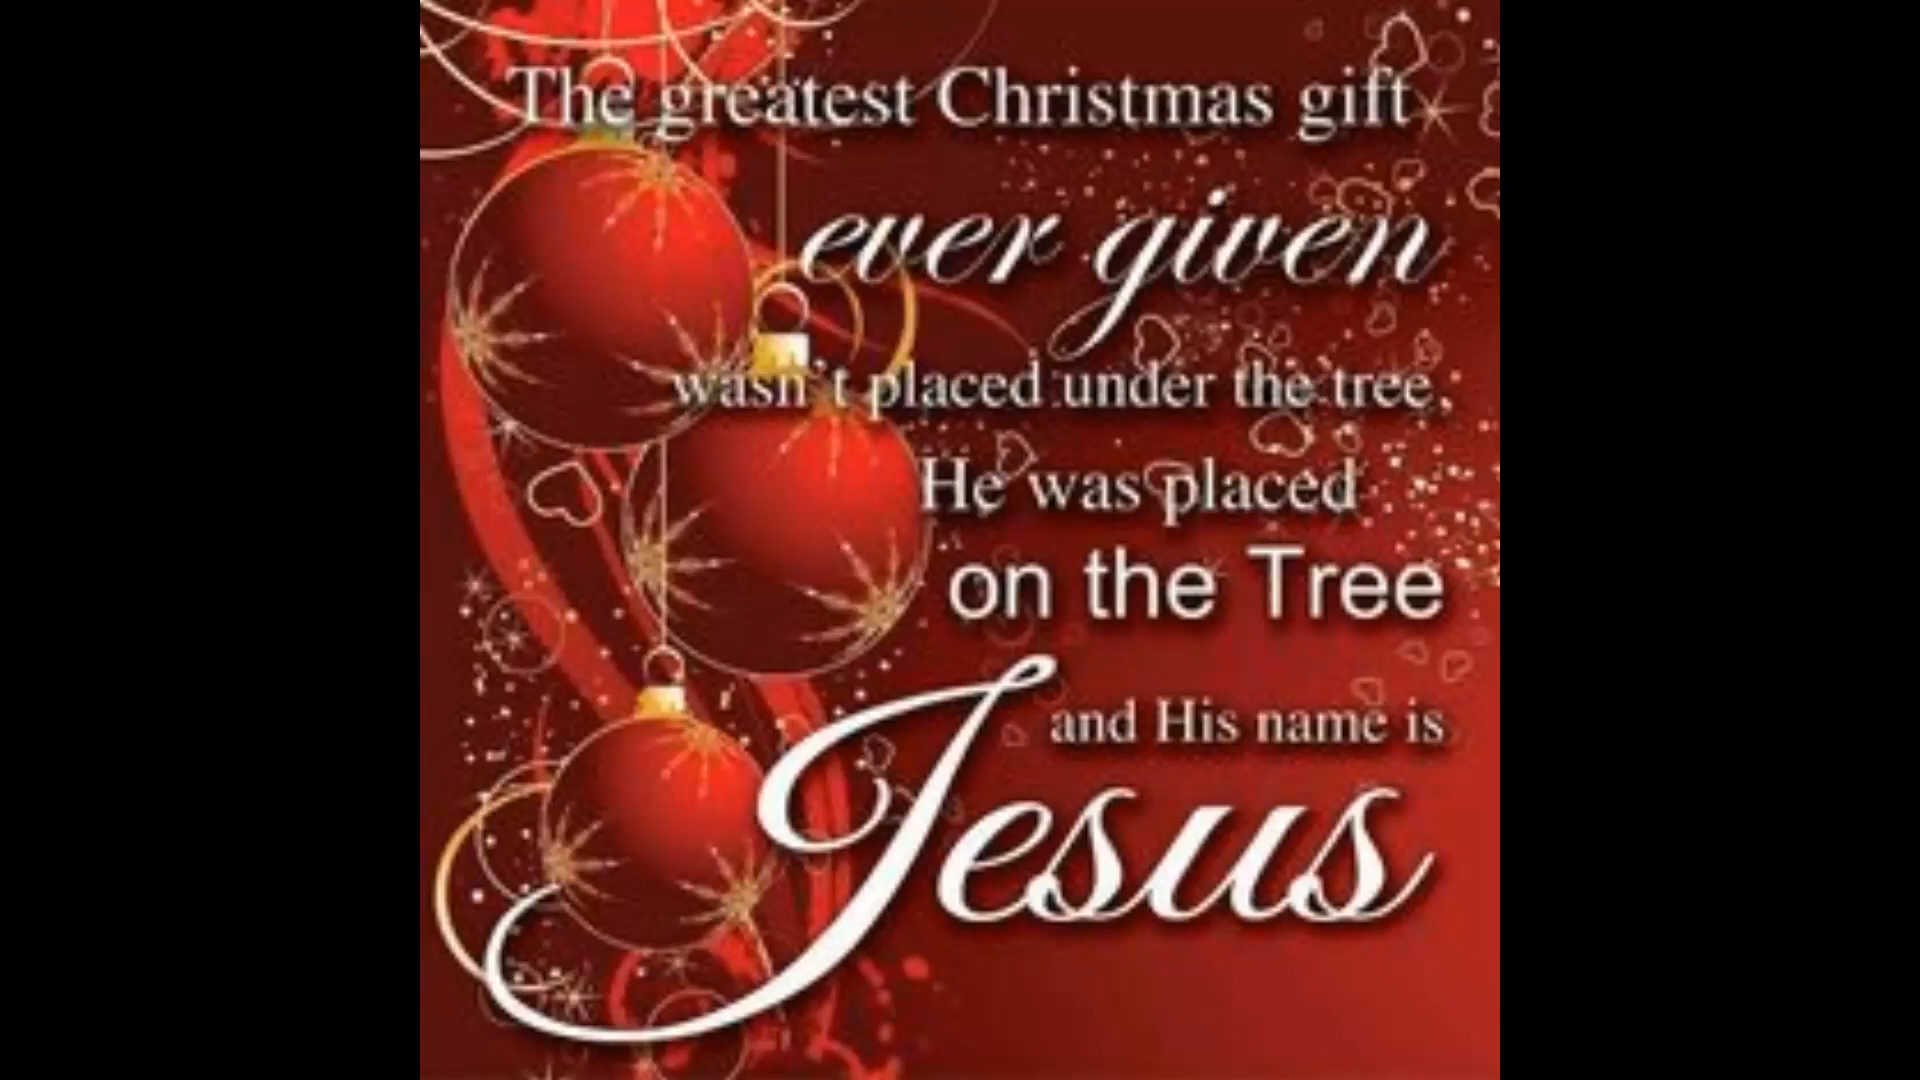 The greatest Christmas gift
ever given
wasn't placed under the tree,
He was placed
on the Tree
and His name is
Jesus